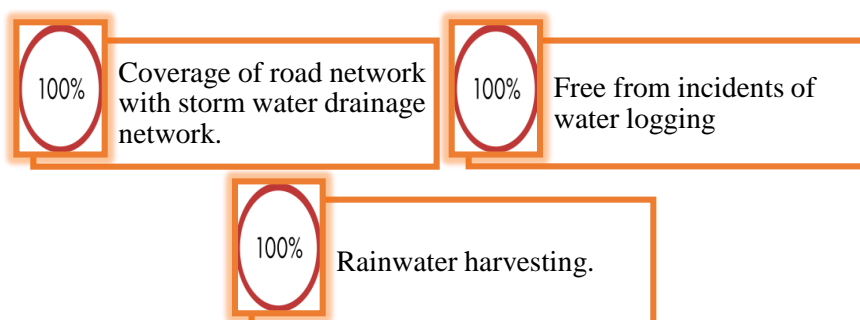 100%
Coverage of road network
with storm water drainage
network.
100%
Free from incidents of
water logging
100%
Rainwater harvesting.